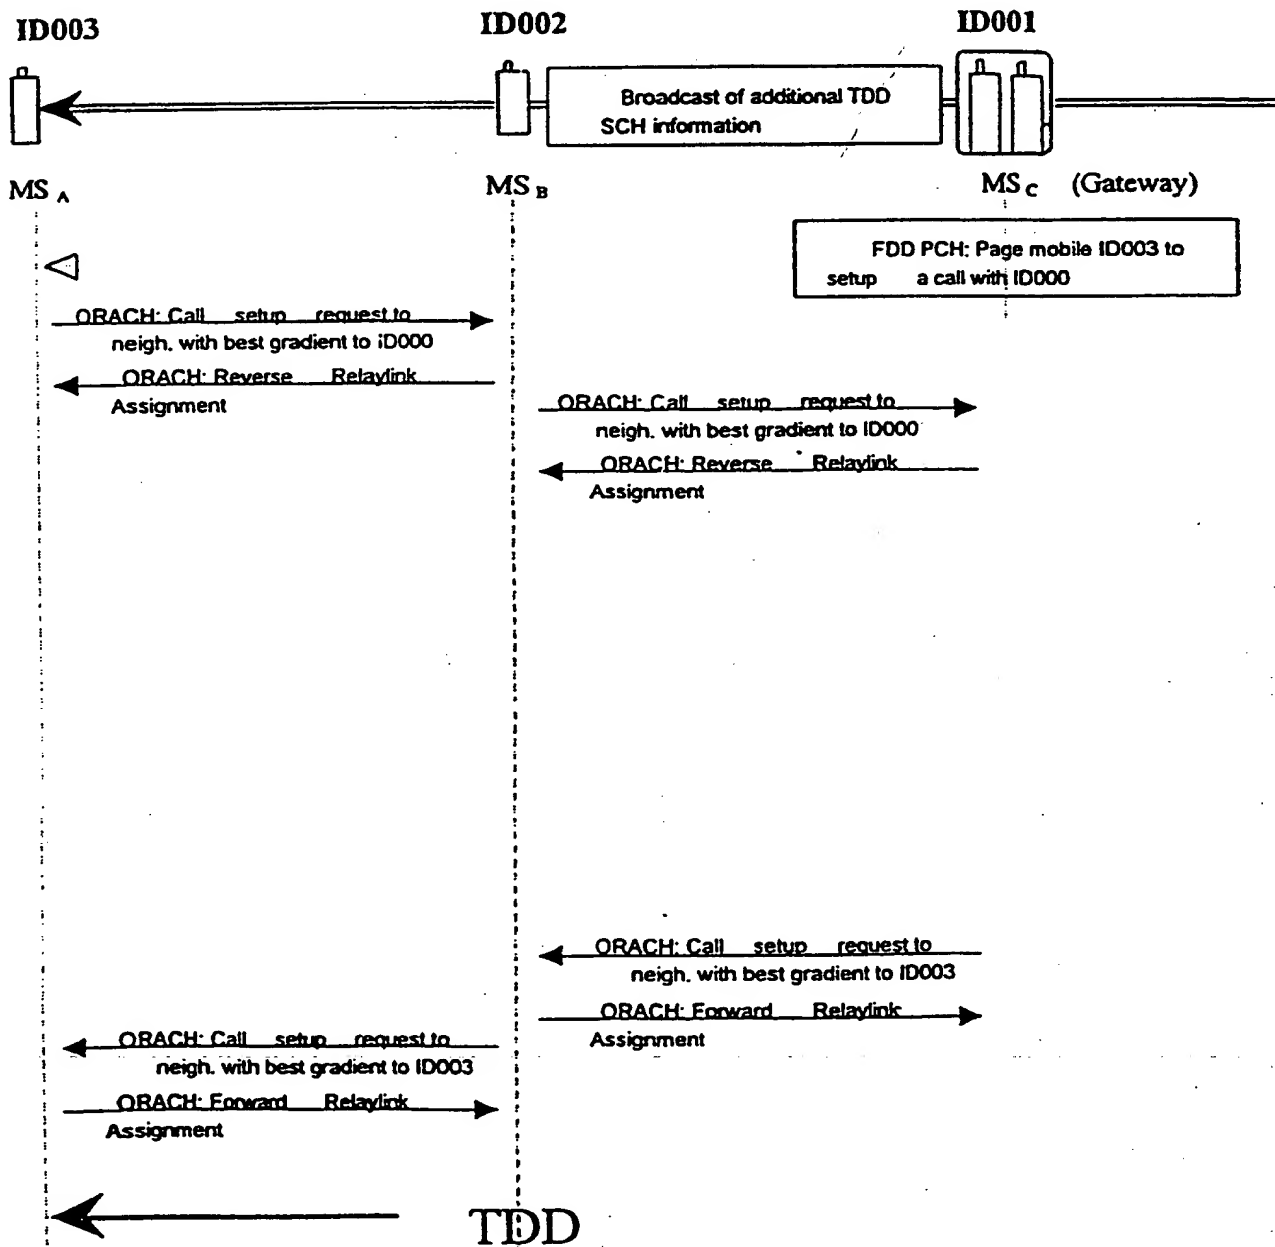 ID003
ID002
ID001
Broadcast of additional TDD
SCH information
MS A
MS B
MS C (Gateway)
FDD PCH: Page mobile ID003 to
setup a call with ID000
ORACH: Call setup request to
neigh. with best gradient to ID000
ORACH: Reverse Relaylink
Assignment
ORACH: Call setup request to
neigh. with best gradient to ID000
ORACH: Reverse Relaylink
Assignment
ORACH: Call setup request to
neigh. with best gradient to ID003
ORACH: Forward Relaylink
Assignment
ORACH: Call setup request to
neigh. with best gradient to ID003
ORACH: Forward Relaylink
Assignment
TDD